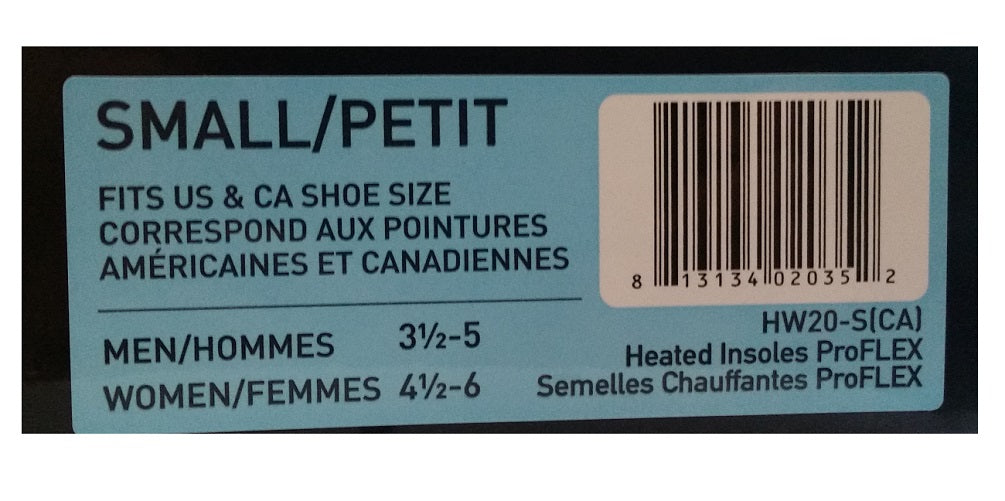 SMALL/PETIT
FITS US & CA SHOE SIZE
CORRESPOND AUX POINTURES
AMÉRICAINES ET CANADIENNES
MEN/HOMMES 3½-5
WOMEN/FEMMES 4½-6
8 13134 02035 2
HW20-S(CA)
Heated Insoles ProFLEX
Semelles Chauffantes ProFLEX